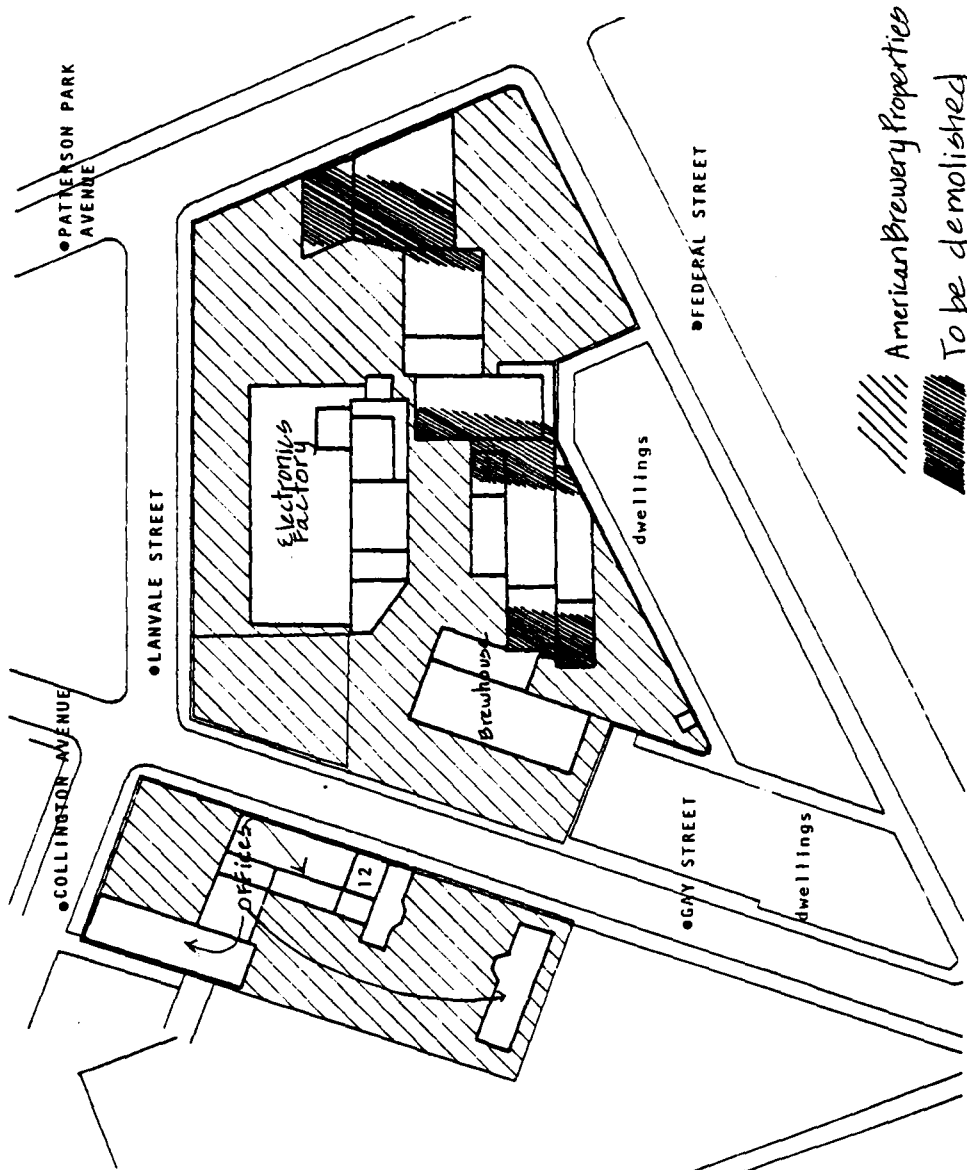 ●PATTERSON PARK
AVENUE
●COLLINGTON AVENUE
●LANVALE STREET
Electronics
Factory
Offices
12
Brewhouse
●FEDERAL STREET
dwellings
●GAY STREET
dwellings
American Brewery Properties
To be demolished